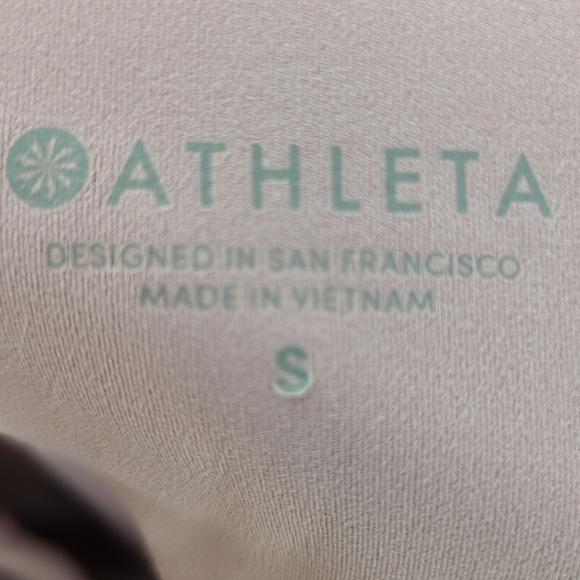 ATHLETA
DESIGNED IN SAN FRANCISCO
MADE IN VIETNAM
S